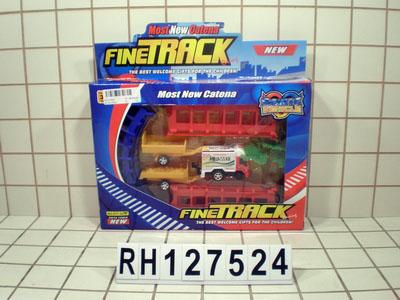 Most New Catena
FINETRACK
NEW
THE BEST WELCOME GIFTS FOR THE CHILDREN!
Most New Catena
FINETRACK
THE BEST WELCOME GIFTS FOR THE CHILDREN!
NEW
RH127524